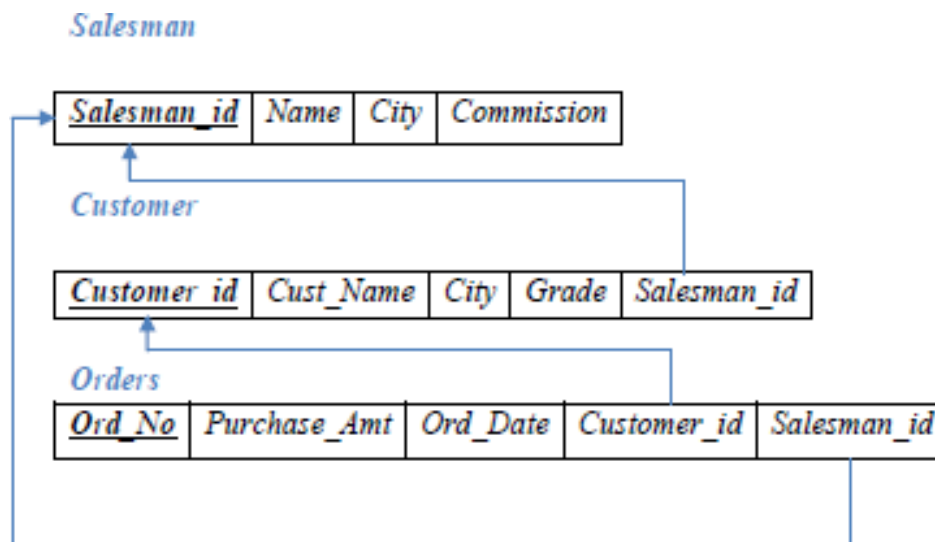 Salesman
Salesman_id Name City Commission
Customer
Customer_id Cust_Name City Grade Salesman_id
Orders
Ord_No Purchase_Amt Ord_Date Customer_id Salesman_id